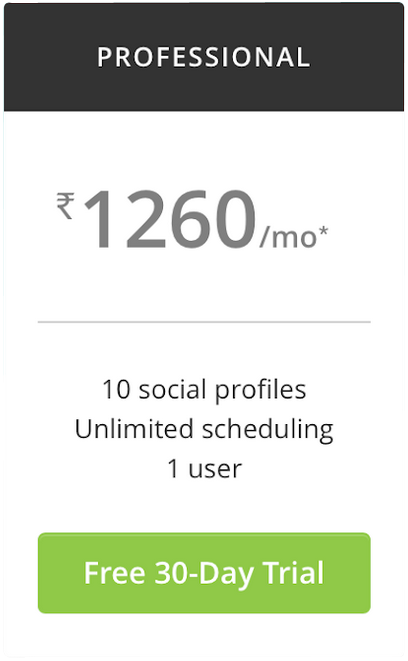 PROFESSIONAL
₹1260/mo*
10 social profiles
Unlimited scheduling
1 user
Free 30-Day Trial